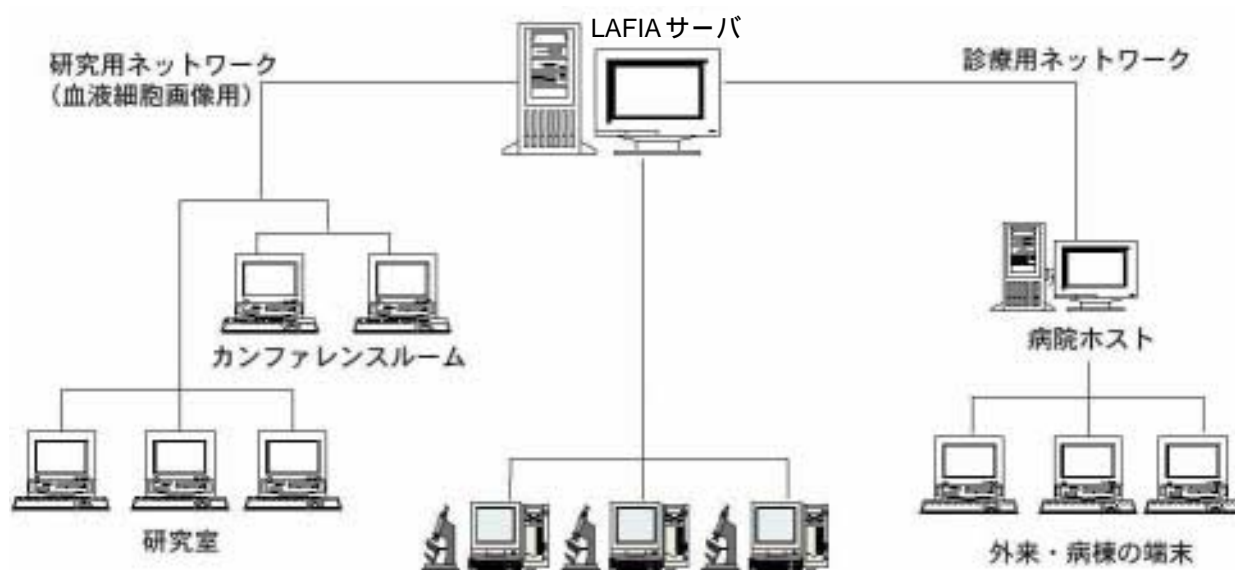 LAFIAサーバ
研究用ネットワーク
（血液細胞画像用）
診療用ネットワーク
カンファレンスルーム
病院ホスト
研究室
外来・病棟の端末